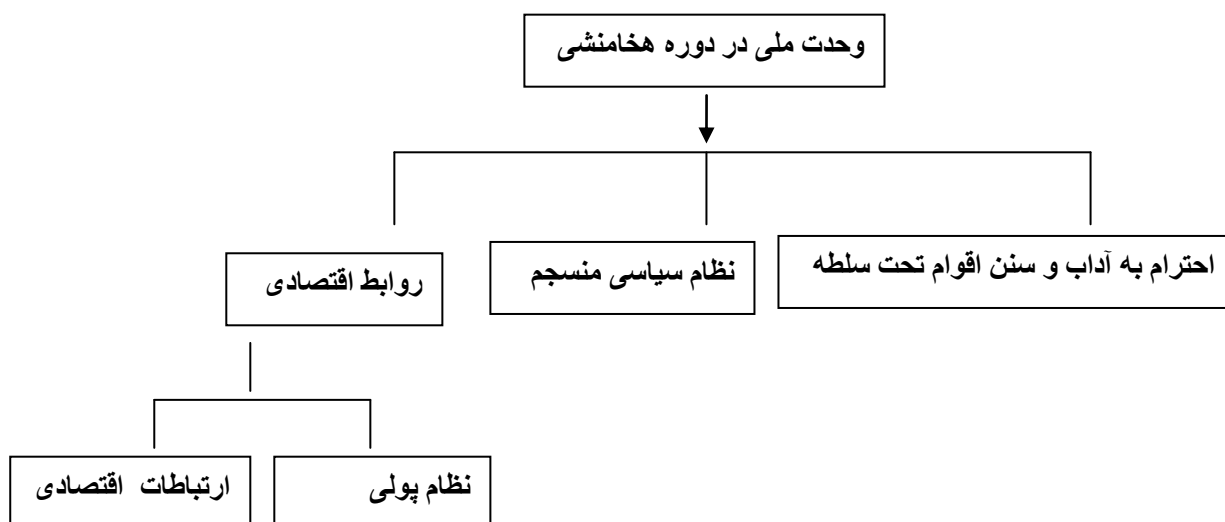 وحدت ملی در دوره هخامنشی
احترام به آداب و سنن اقوام تحت سلطه
نظام سیاسی منسجم
روابط اقتصادی
نظام پولی
ارتباطات اقتصادی